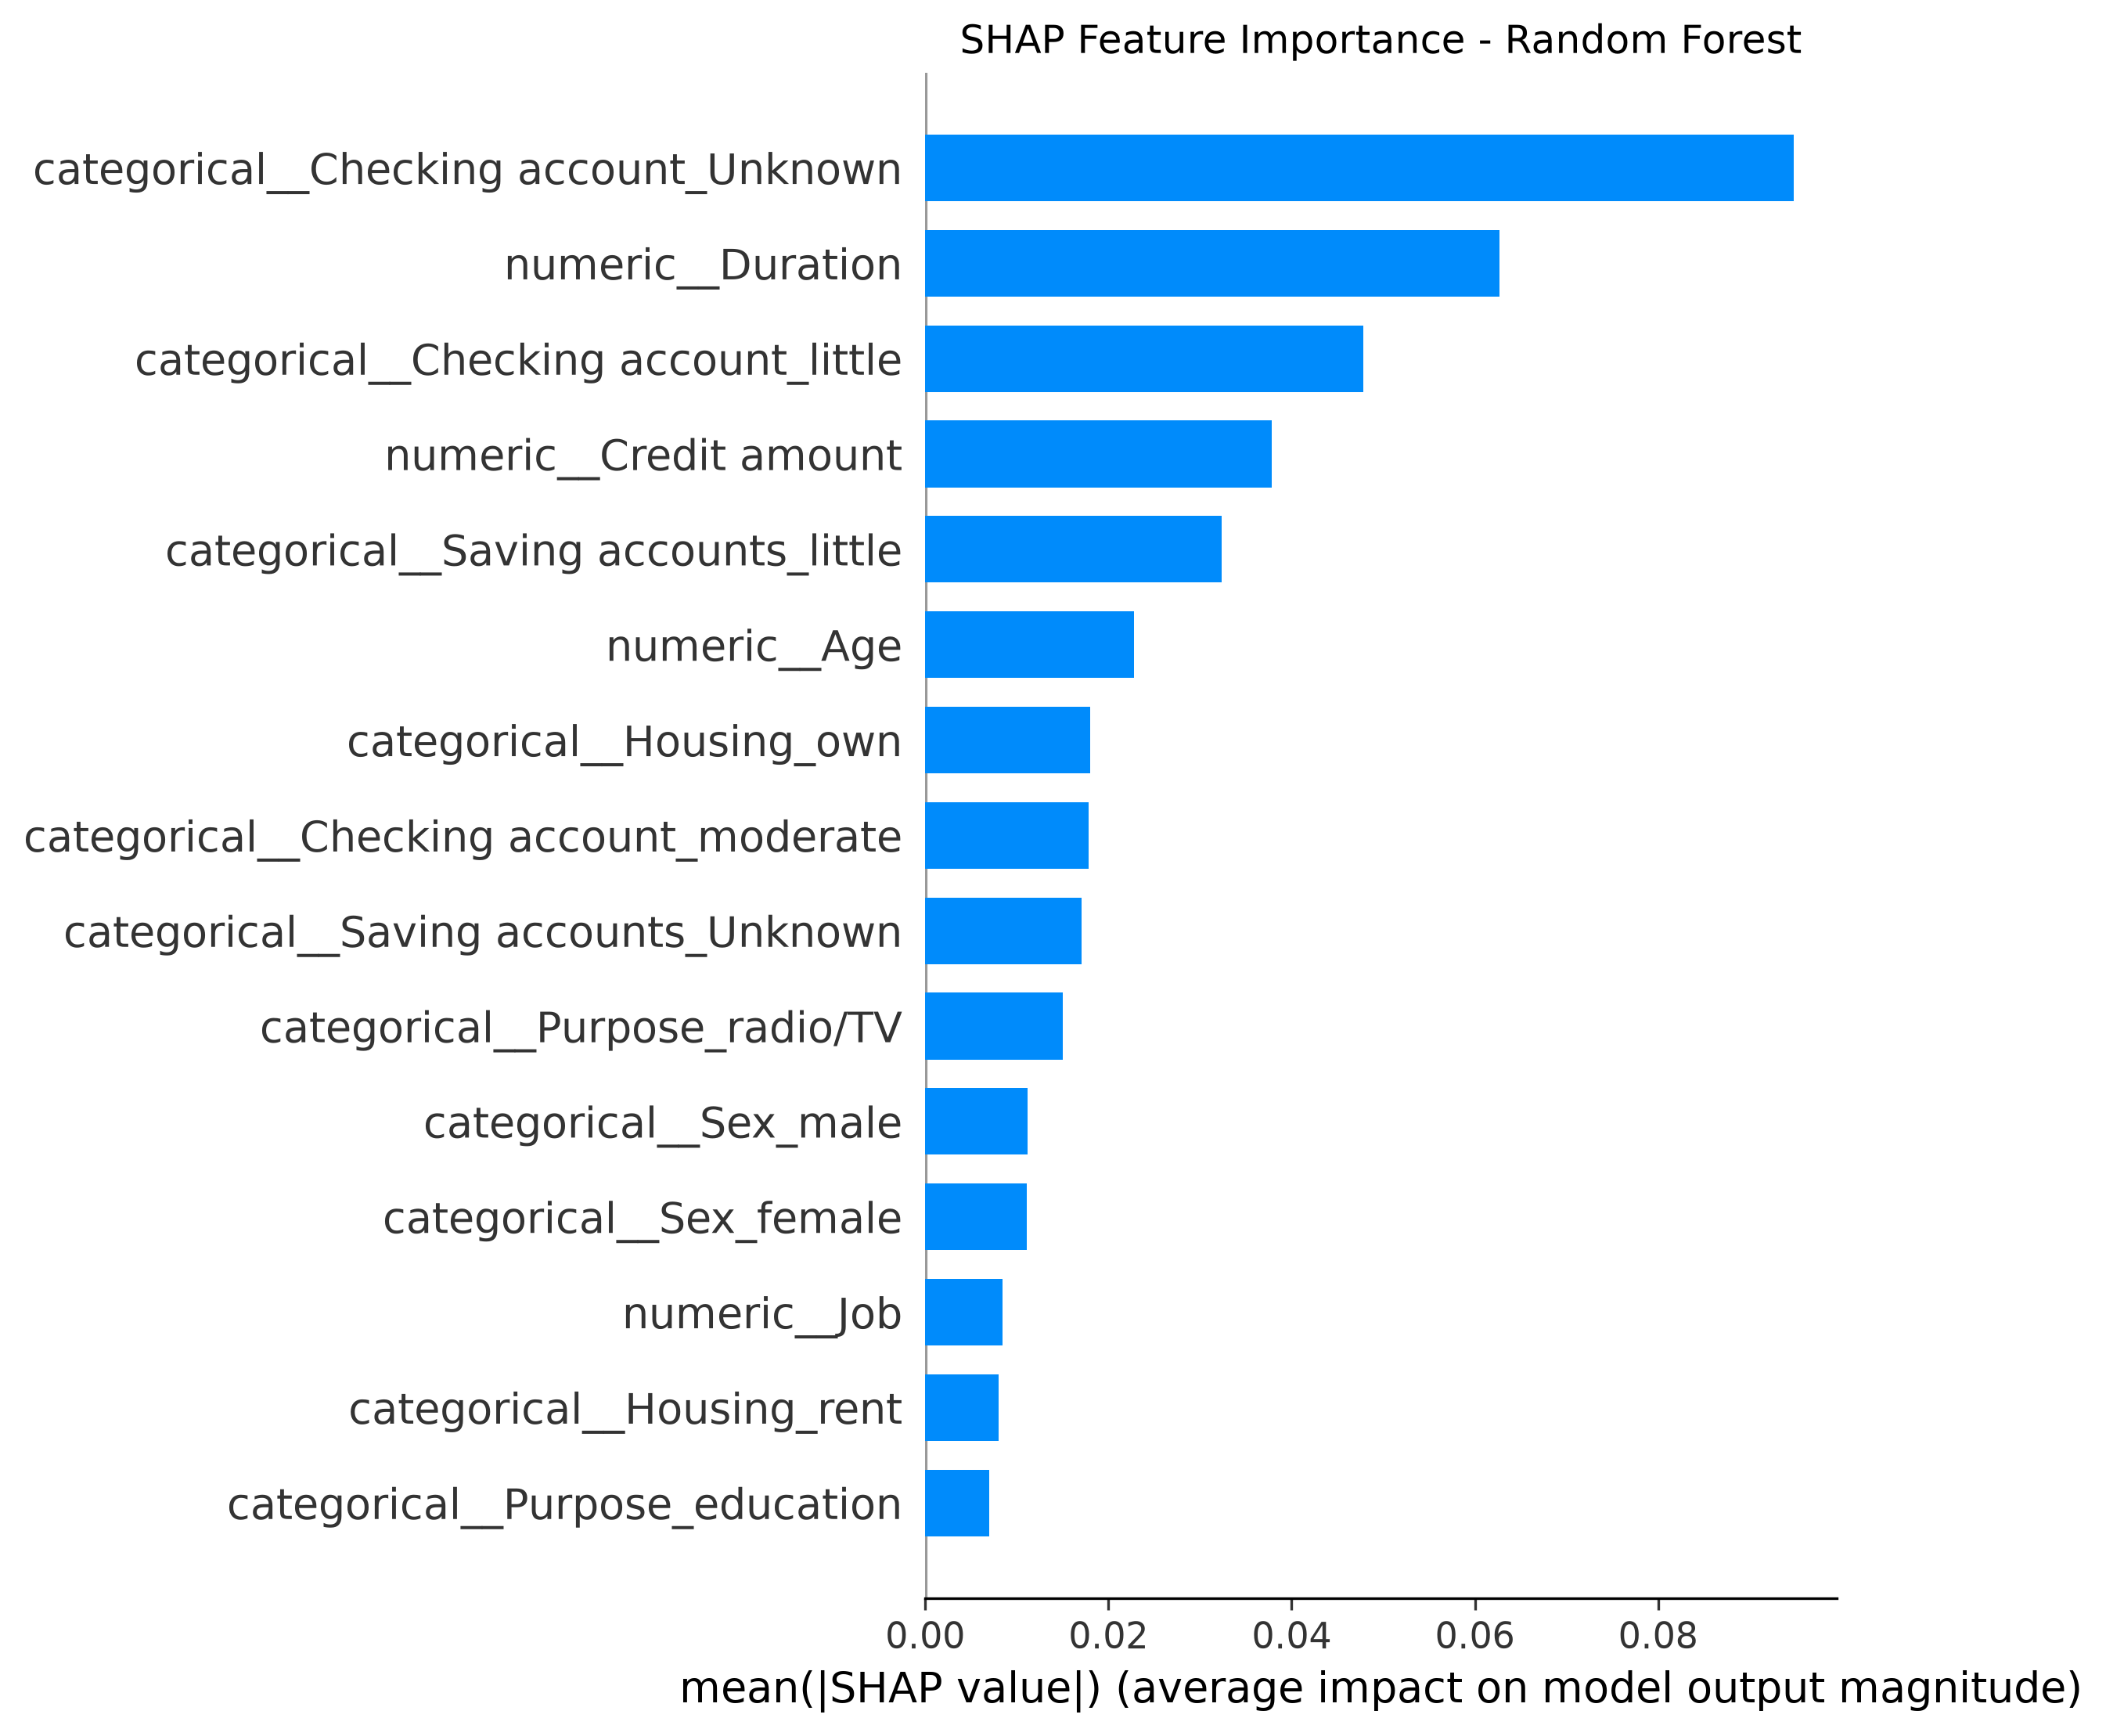 SHAP Feature Importance - Random Forest
categorical__Checking account_Unknown
numeric__Duration
categorical__Checking account_little
numeric__Credit amount
categorical__Saving accounts_little
numeric__Age
categorical__Housing_own
categorical__Checking account_moderate
categorical__Saving accounts_Unknown
categorical__Purpose_radio/TV
categorical__Sex_male
categorical__Sex_female
numeric__Job
categorical__Housing_rent
categorical__Purpose_education
0.00 0.02 0.04 0.06 0.08
mean(|SHAP value|) (average impact on model output magnitude)